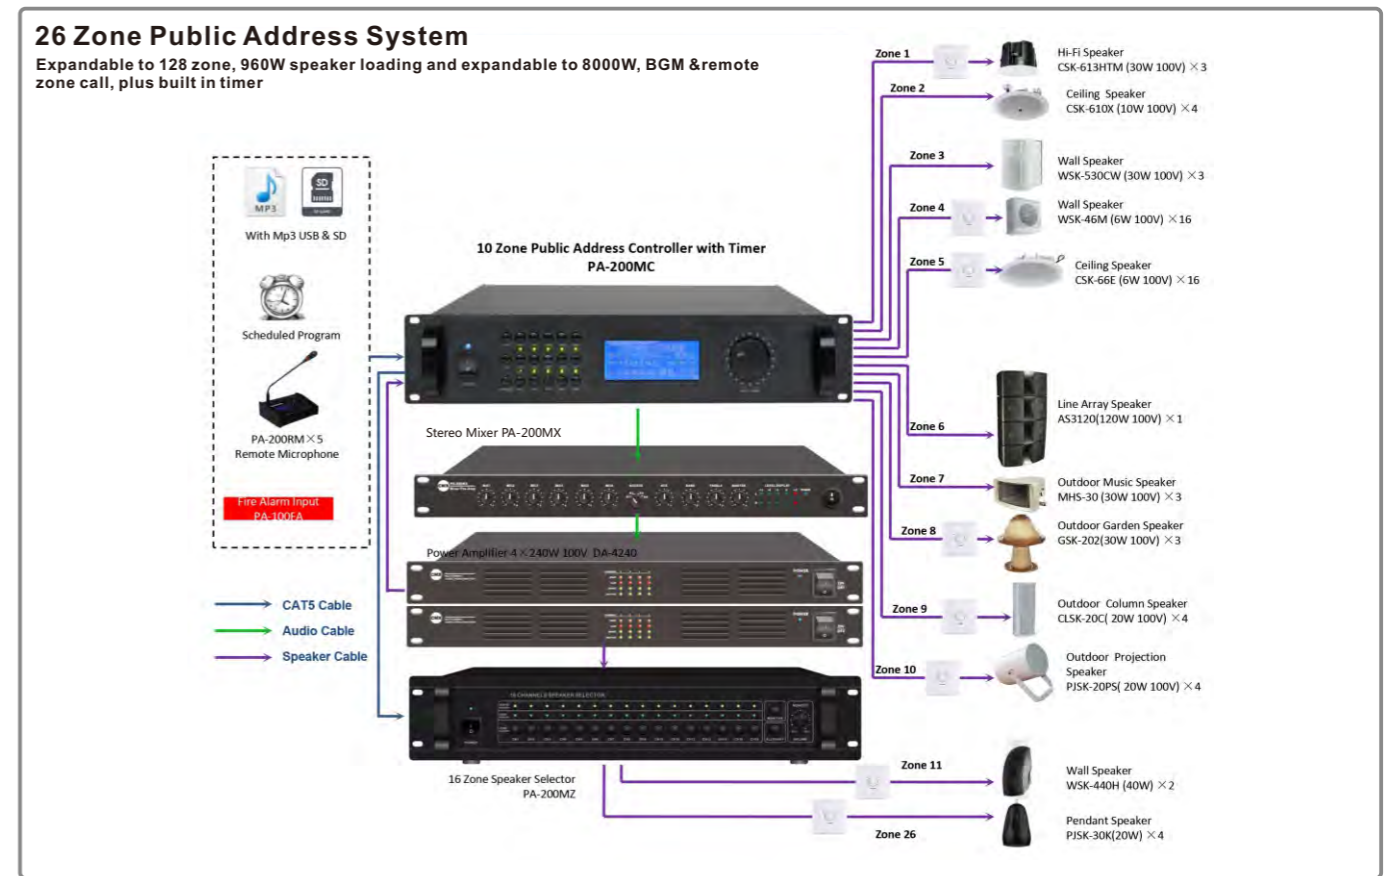 26 Zone Public Address System
Expandable to 128 zone, 960W speaker loading and expandable to 8000W, BGM &remote
zone call, plus built in timer
MP3
SD
With Mp3 USB & SD
Scheduled Program
PA-200RM×5
Remote Microphone
Fire Alarm Input
PA-100FA
CAT5 Cable
Audio Cable
Speaker Cable
10 Zone Public Address Controller with Timer
PA-200MC
Stereo Mixer PA-200MX
Power Amplifier 4×240W 100V DA-4240
16 CHANNELS SPEAKER SELECTOR
16 Zone Speaker Selector
PA-200MZ
Zone 1
Hi-Fi Speaker
CSK-613HTM (30W 100V) ×3
Zone 2
Ceiling Speaker
CSK-610X (10W 100V) ×4
Zone 3
Wall Speaker
WSK-530CW (30W 100V) ×3
Zone 4
Wall Speaker
WSK-46M (6W 100V) ×16
Zone 5
Ceiling Speaker
CSK-66E (6W 100V) ×16
Zone 6
Line Array Speaker
AS3120(120W 100V) ×1
Zone 7
Outdoor Music Speaker
MHS-30 (30W 100V) ×3
Zone 8
Outdoor Garden Speaker
GSK-202(30W 100V) ×3
Zone 9
Outdoor Column Speaker
CLSK-20C( 20W 100V) ×4
Zone 10
Outdoor Projection
Speaker
PJSK-20PS( 20W 100V) ×4
Zone 11
Wall Speaker
WSK-440H (40W) ×2
Zone 26
Pendant Speaker
PJSK-30K(20W) ×4